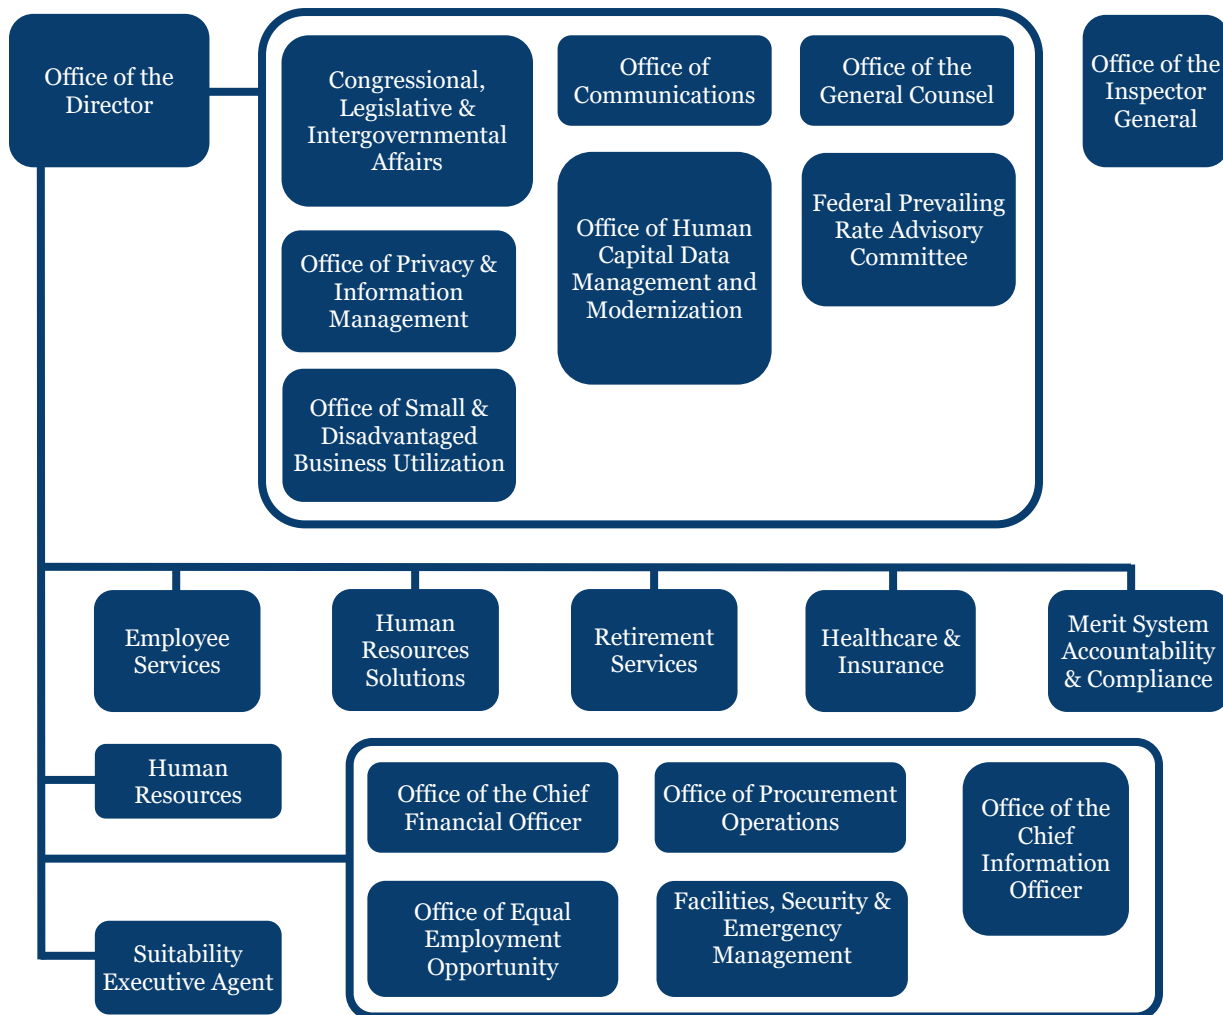 Office of the
Director
Congressional,
Legislative &
Intergovernmental
Affairs
Office of
Communications
Office of the
General Counsel
Office of the
Inspector
General
Office of Privacy &
Information
Management
Office of Human
Capital Data
Management and
Modernization
Federal Prevailing
Rate Advisory
Committee
Office of Small &
Disadvantaged
Business Utilization
Employee
Services
Human
Resources
Solutions
Retirement
Services
Healthcare &
Insurance
Merit System
Accountability
& Compliance
Human
Resources
Office of the Chief
Financial Officer
Office of Procurement
Operations
Office of the
Chief
Information
Officer
Suitability
Executive Agent
Office of Equal
Employment
Opportunity
Facilities, Security &
Emergency
Management